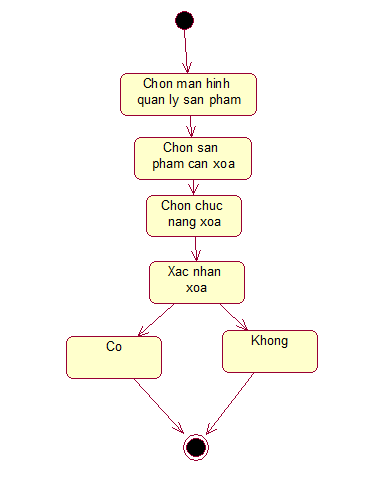 Chon man hinh
quan ly san pham
Chon san
pham can xoa
Chon chuc
nang xoa
Xac nhan
xoa
Co
Khong